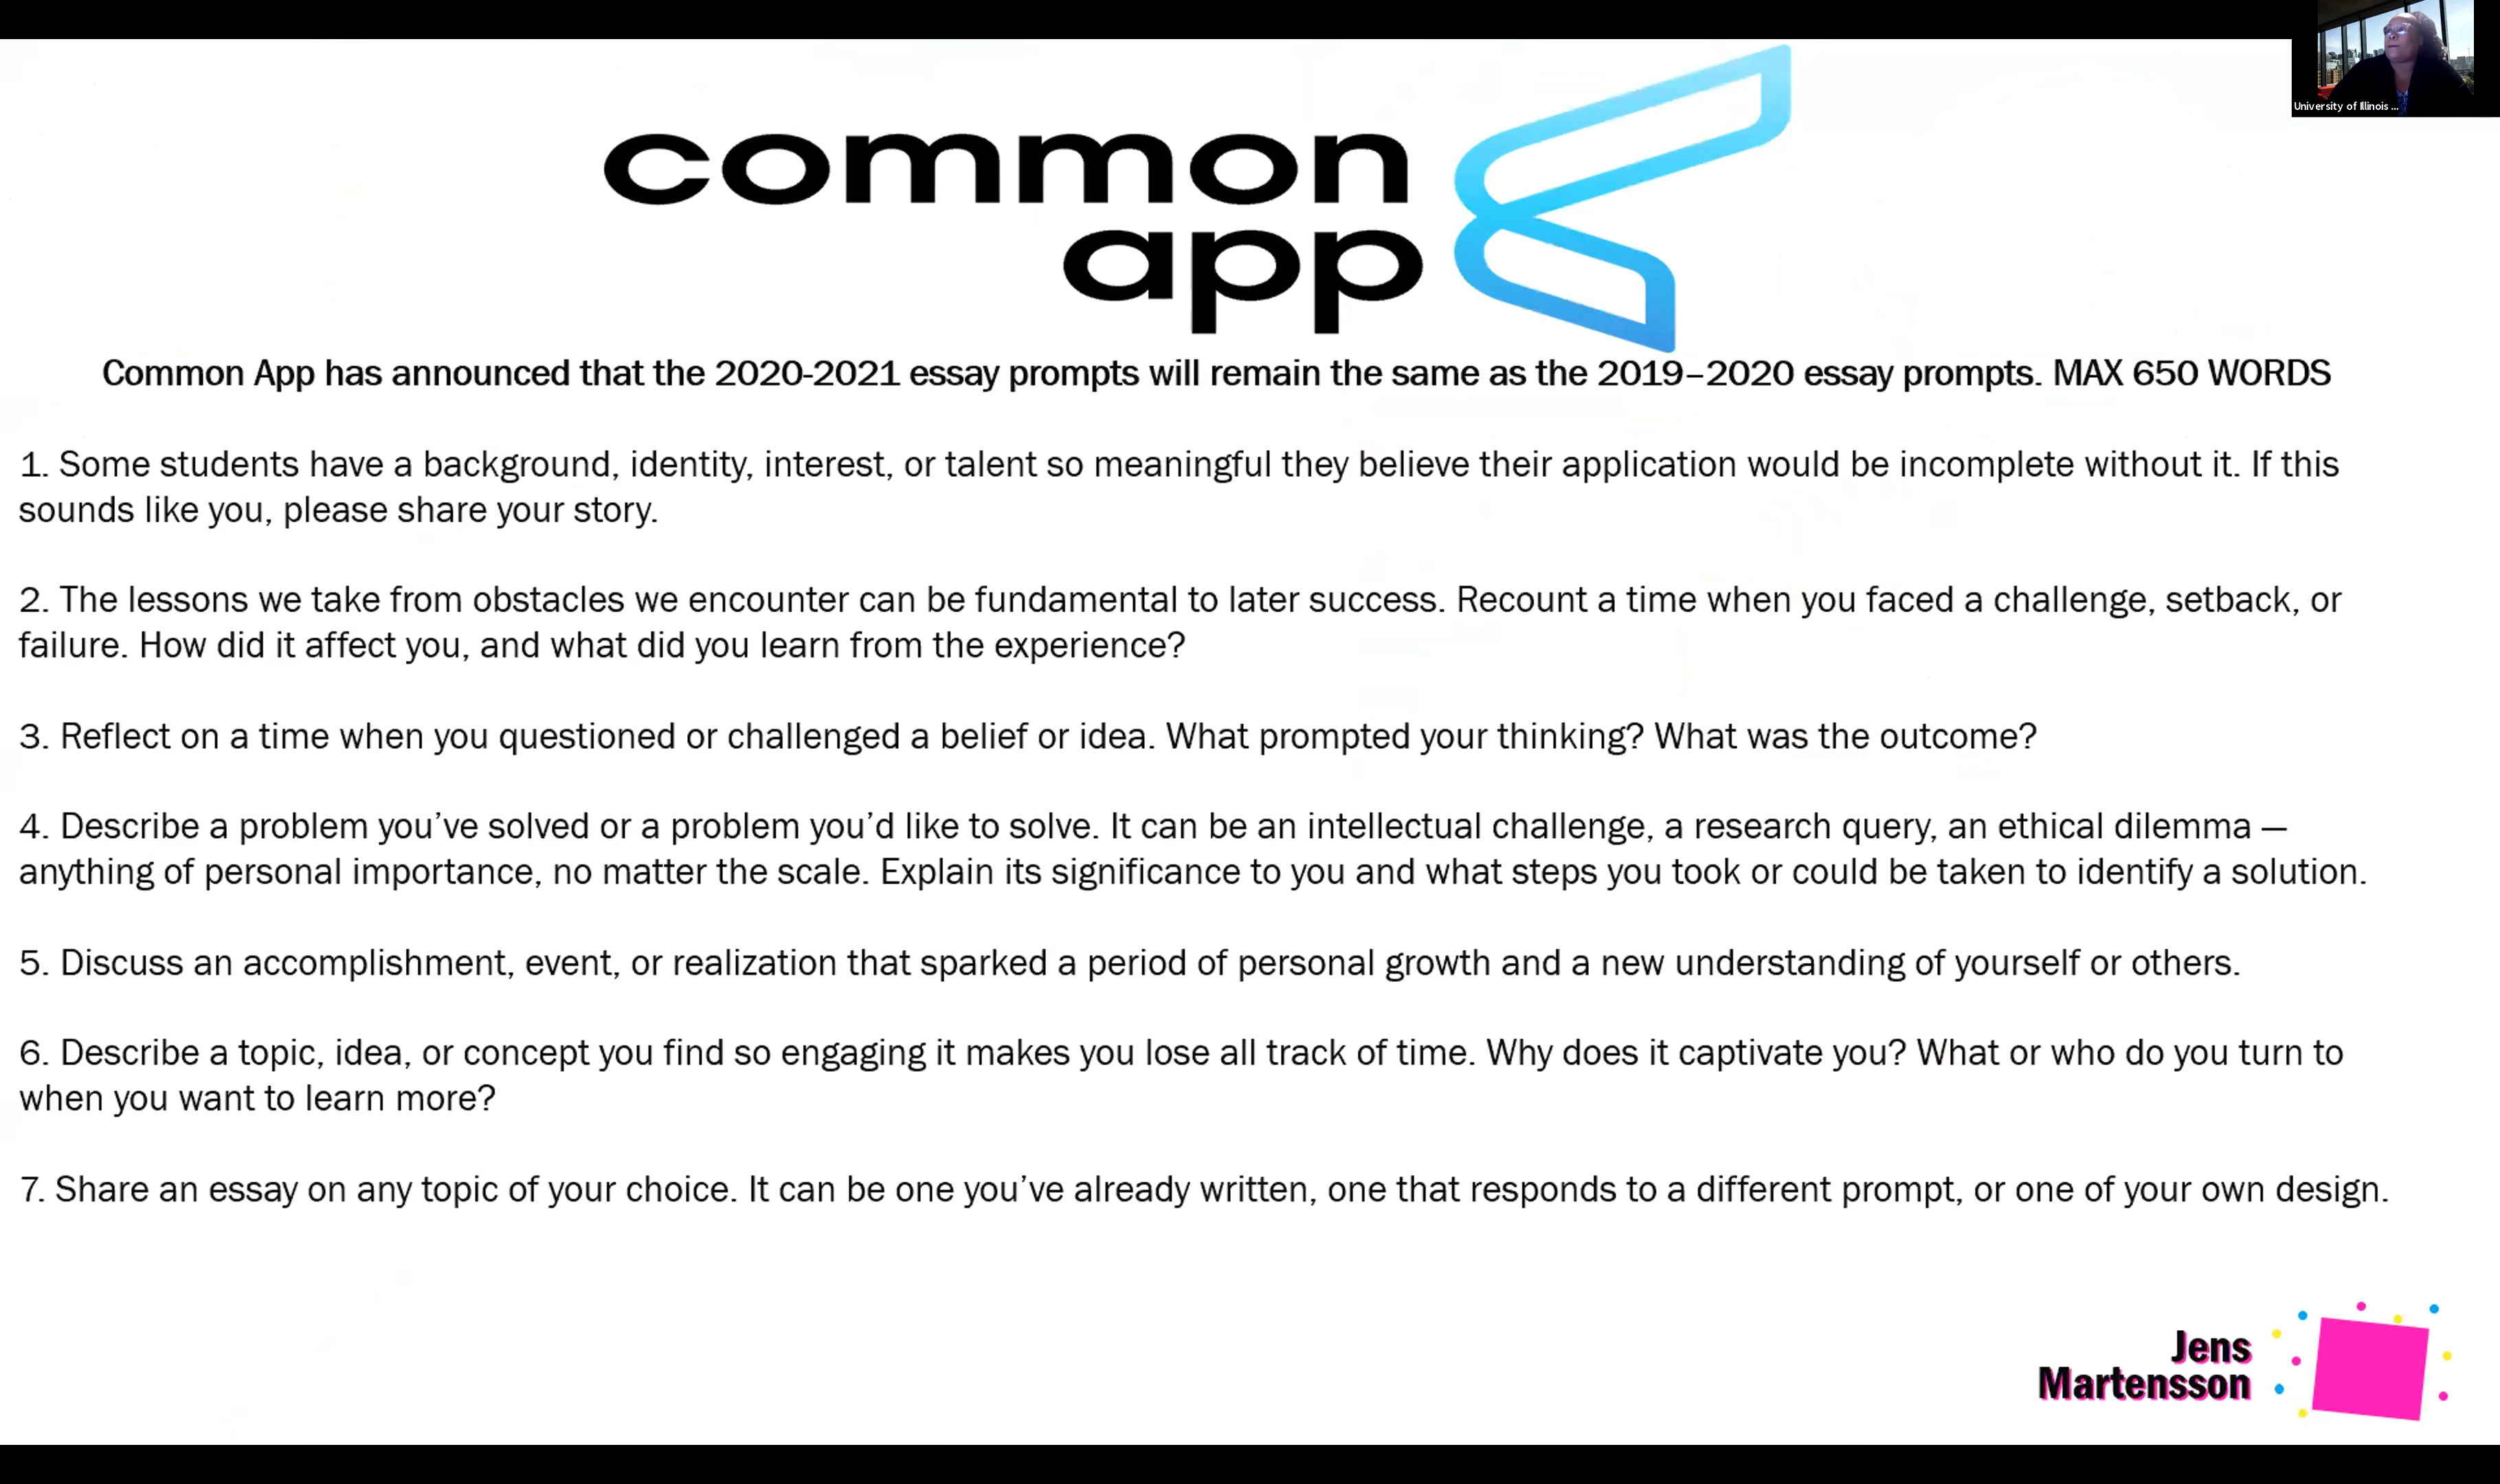 University of Illinois ...
common
app
Common App has announced that the 2020-2021 essay prompts will remain the same as the 2019–2020 essay prompts. MAX 650 WORDS
1. Some students have a background, identity, interest, or talent so meaningful they believe their application would be incomplete without it. If this
sounds like you, please share your story.
2. The lessons we take from obstacles we encounter can be fundamental to later success. Recount a time when you faced a challenge, setback, or
failure. How did it affect you, and what did you learn from the experience?
3. Reflect on a time when you questioned or challenged a belief or idea. What prompted your thinking? What was the outcome?
4. Describe a problem you’ve solved or a problem you’d like to solve. It can be an intellectual challenge, a research query, an ethical dilemma —
anything of personal importance, no matter the scale. Explain its significance to you and what steps you took or could be taken to identify a solution.
5. Discuss an accomplishment, event, or realization that sparked a period of personal growth and a new understanding of yourself or others.
6. Describe a topic, idea, or concept you find so engaging it makes you lose all track of time. Why does it captivate you? What or who do you turn to
when you want to learn more?
7. Share an essay on any topic of your choice. It can be one you’ve already written, one that responds to a different prompt, or one of your own design.
Jens
Martensson